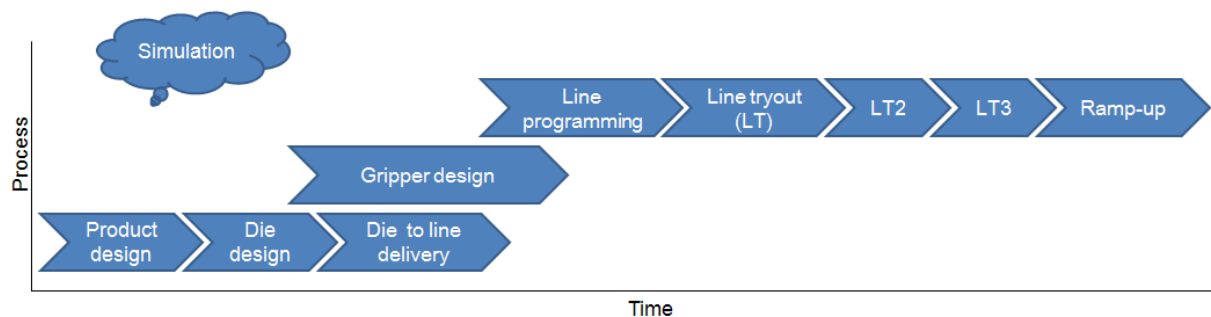 Simulation
Process
Line
programming
Line tryout
(LT)
LT2
LT3
Ramp-up
Gripper design
Product
design
Die
design
Die to line
delivery
Time